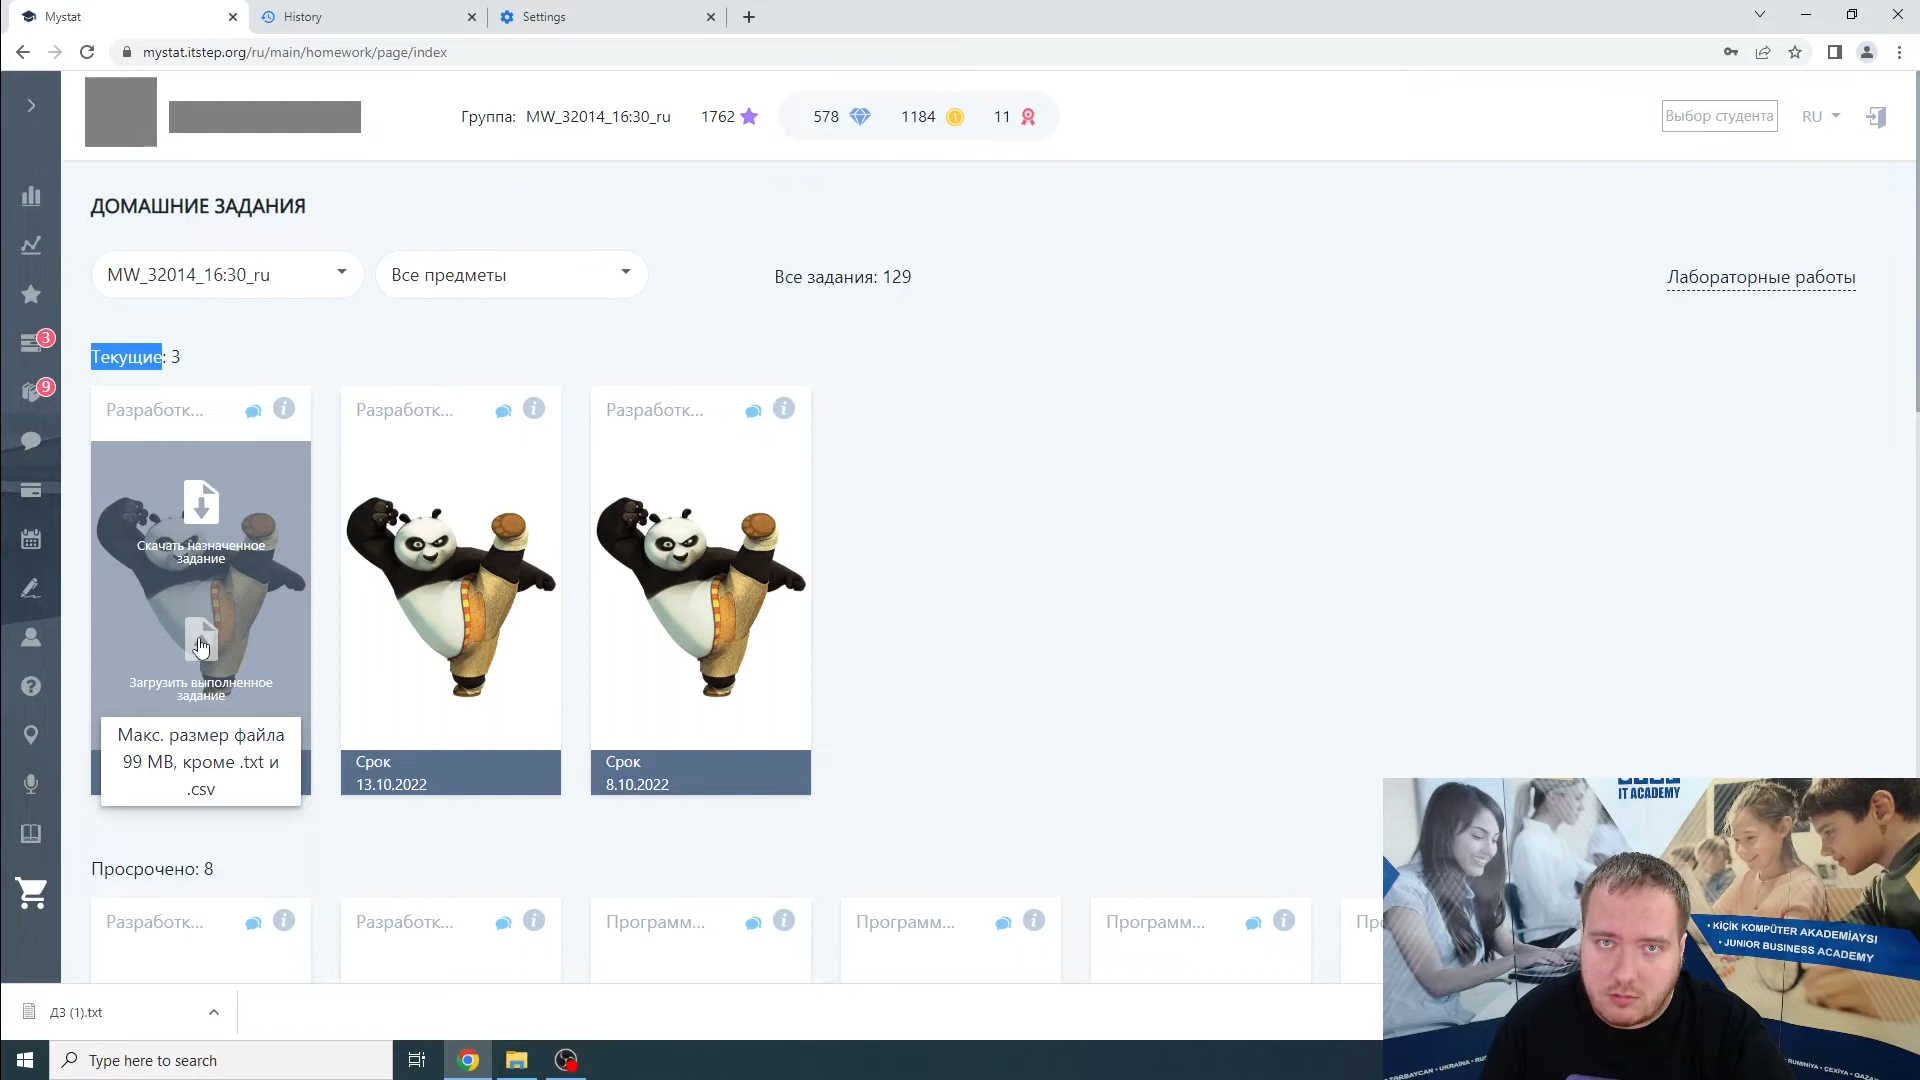 Mystat
History
Settings
mystat.itstep.org/ru/main/homework/page/index
Группа: MW_32014_16:30_ru
1762
578
1184
11
Выбор студента
RU
ДОМАШНИЕ ЗАДАНИЯ
MW_32014_16:30_ru
Все предметы
Все задания: 129
Лабораторные работы
3
9
Текущие: 3
Разработк...
Разработк...
Разработк...
Скачать назначенное
задание
Загрузить выполненное
задание
Макс. размер файла
99 MB, кроме .txt и
.csv
Срок
13.10.2022
Срок
8.10.2022
Просрочено: 8
Разработк...
Разработк...
Программ...
Программ...
Программ...
IT ACADEMY
• KİÇİK KOMPÜTER AKADEMİAYSI
• JUNIOR BUSINESS ACADEMY
ДЗ (1).txt
Type here to search